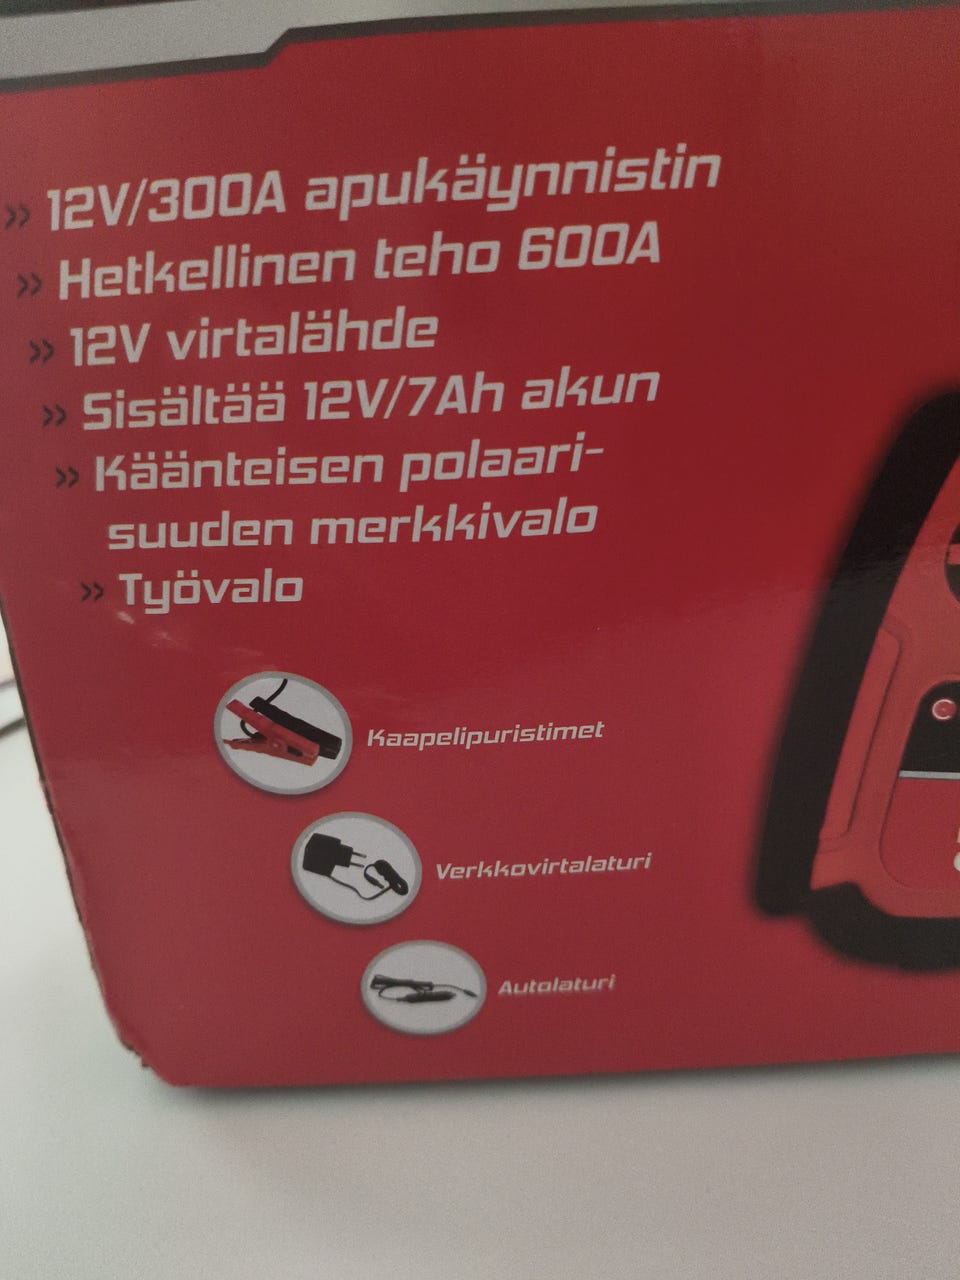 » 12V/300A apukäynnistin
» Hetkellinen teho 600A
» 12V virtalähde
» Sisältää 12V/7Ah akun
» Käänteisen polaari-
suuden merkkivalo
» Työvalo
Kaapelipuristimet
Verkkovirtalaturi
Autolaturi